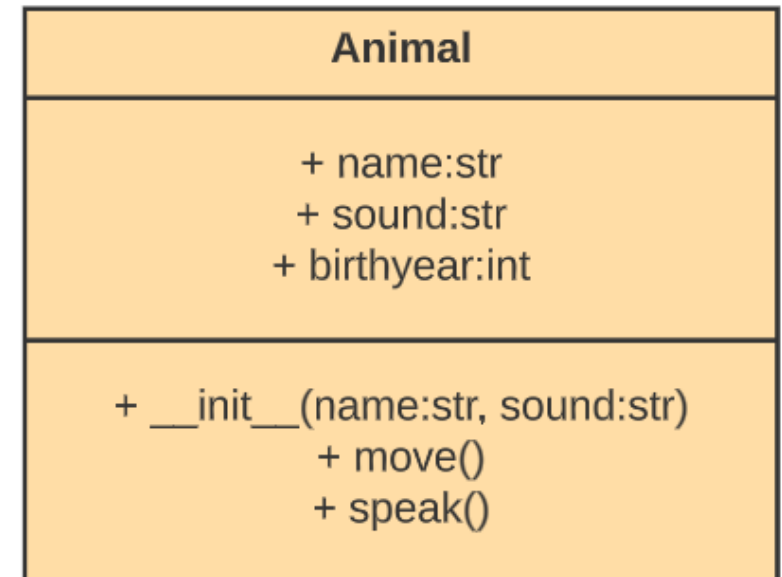 Animal
+ name:str
+ sound:str
+ birthyear:int
+ __init__(name:str, sound:str)
+ move()
+ speak()